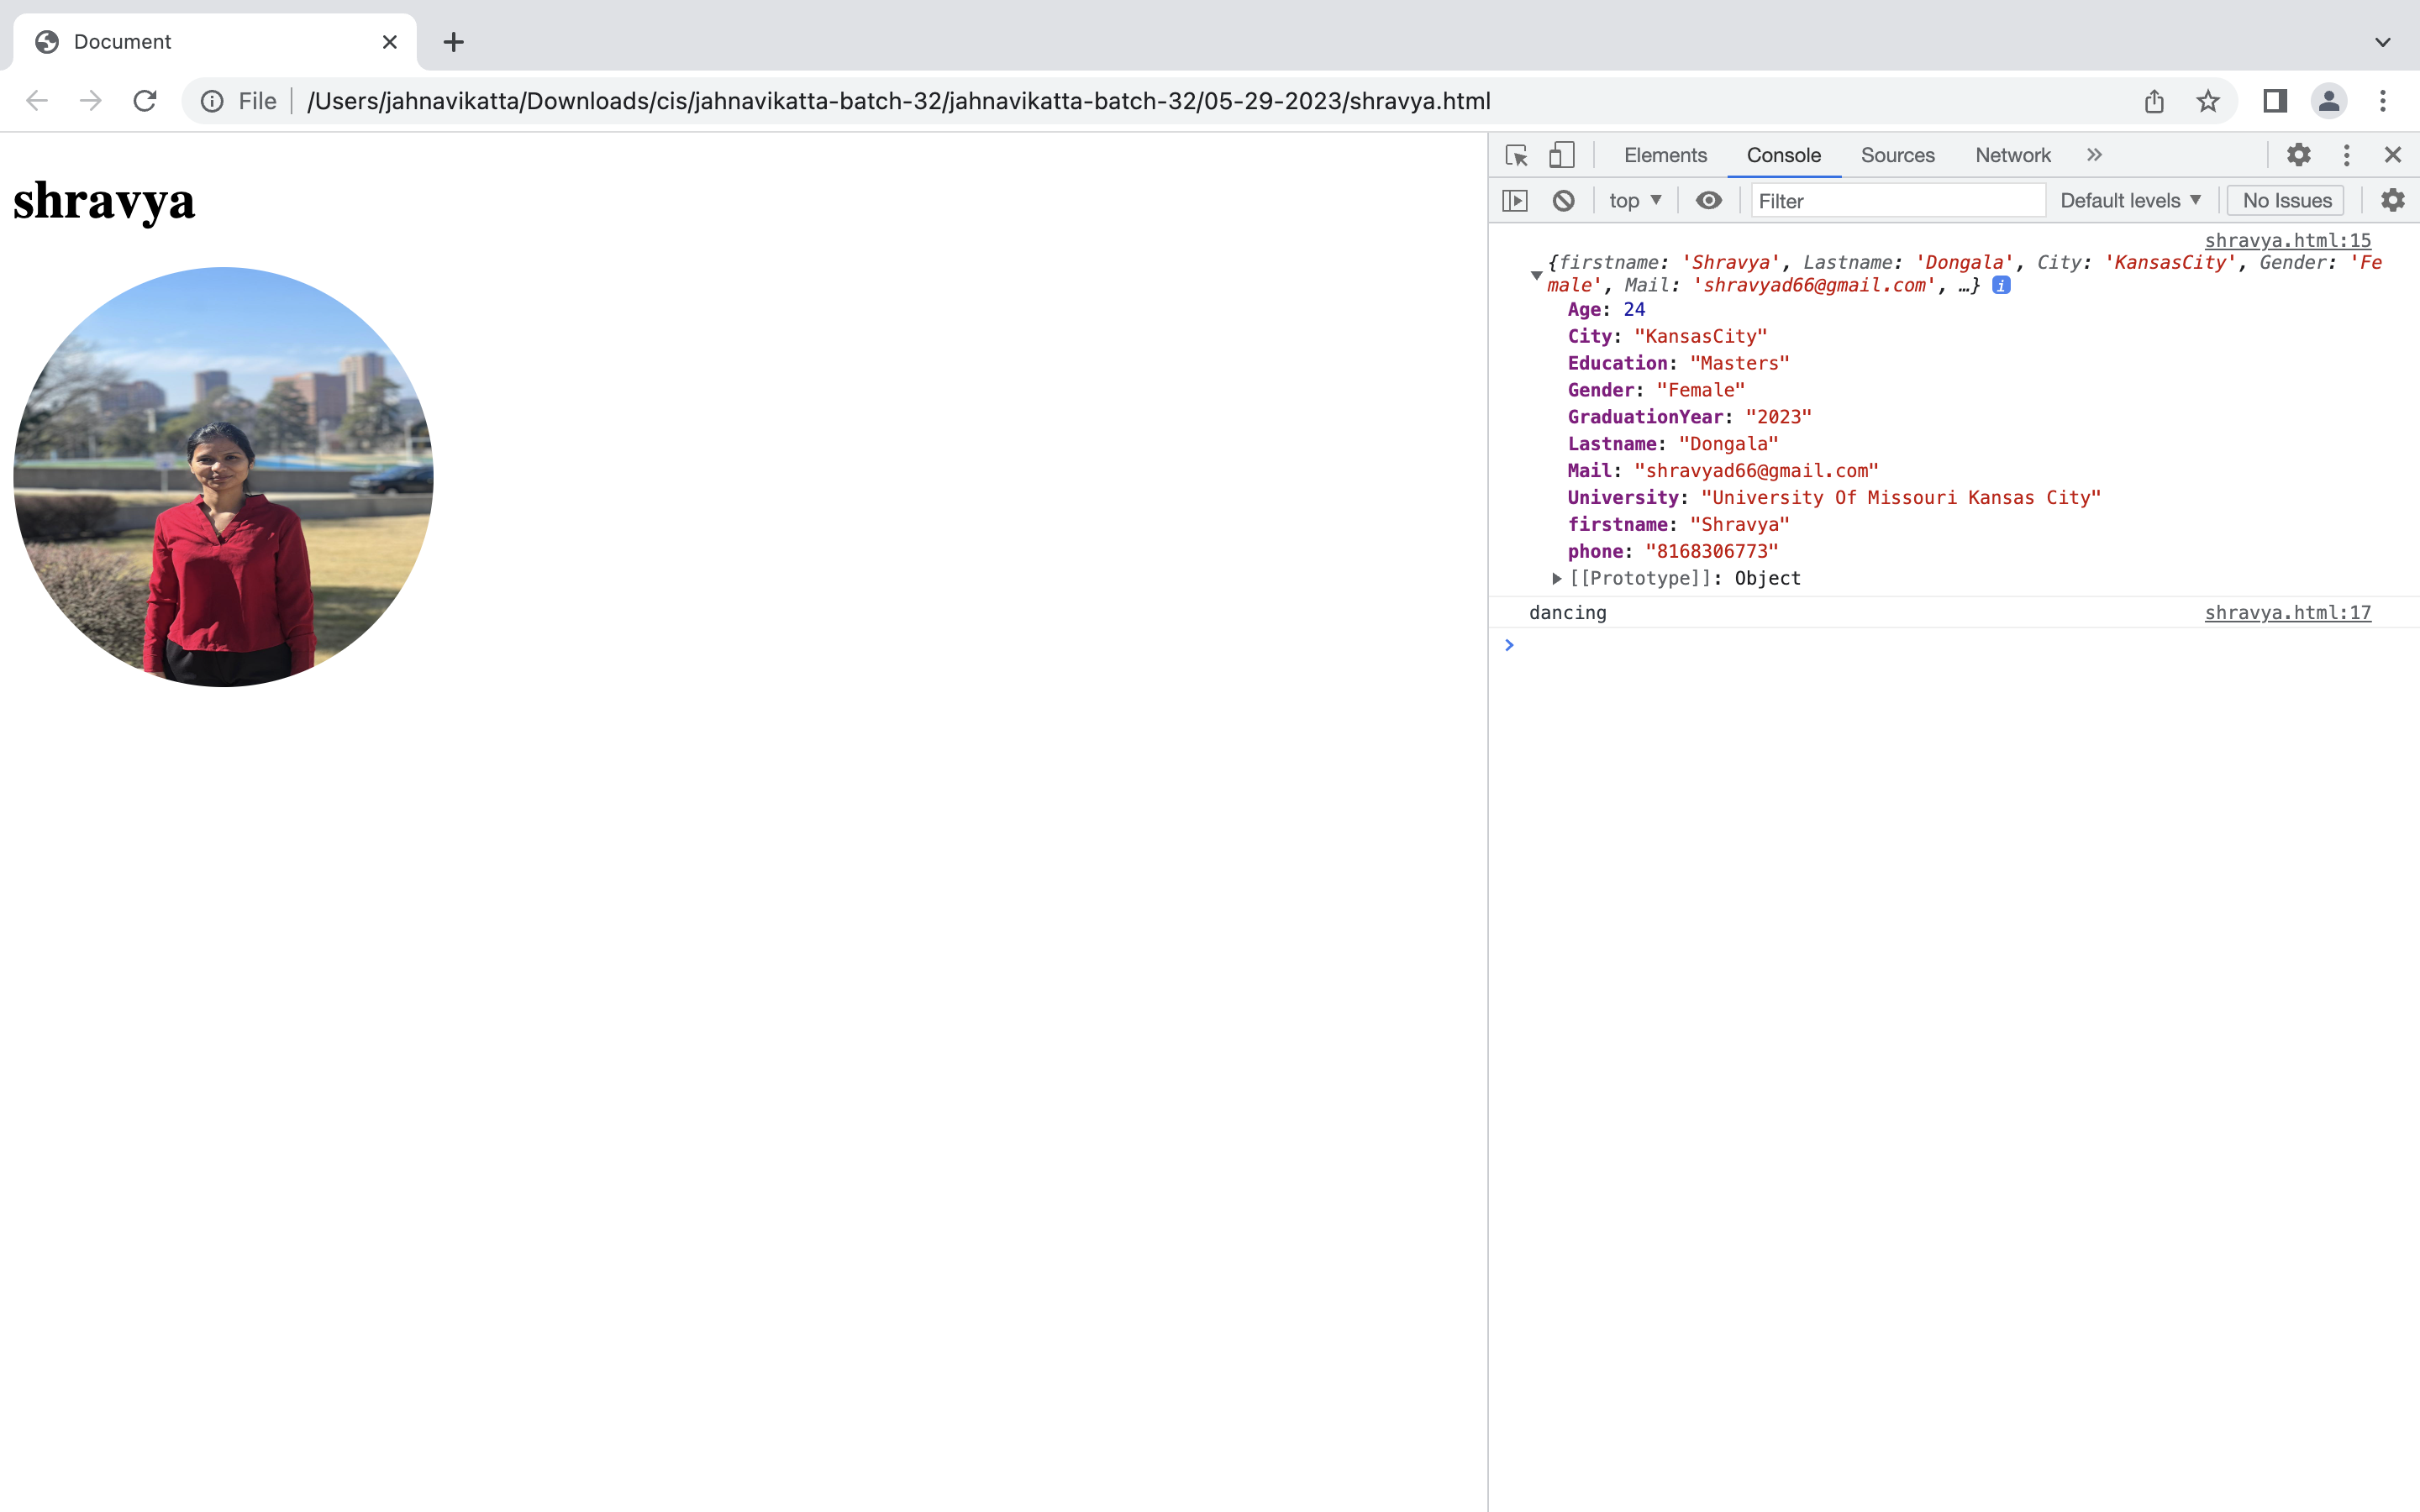 Document
File /Users/jahnavikatta/Downloads/cis/jahnavikatta-batch-32/jahnavikatta-batch-32/05-29-2023/shravya.html
shravya
Elements Console Sources Network
top Filter Default levels No Issues
shravya.html:15
{firstname: 'Shravya', Lastname: 'Dongala', City: 'KansasCity', Gender: 'Fe
male', Mail: 'shravyad66@gmail.com', …} i
Age: 24
City: "KansasCity"
Education: "Masters"
Gender: "Female"
GraduationYear: "2023"
Lastname: "Dongala"
Mail: "shravyad66@gmail.com"
University: "University Of Missouri Kansas City"
firstname: "Shravya"
phone: "8168306773"
[[Prototype]]: Object
dancing shravya.html:17